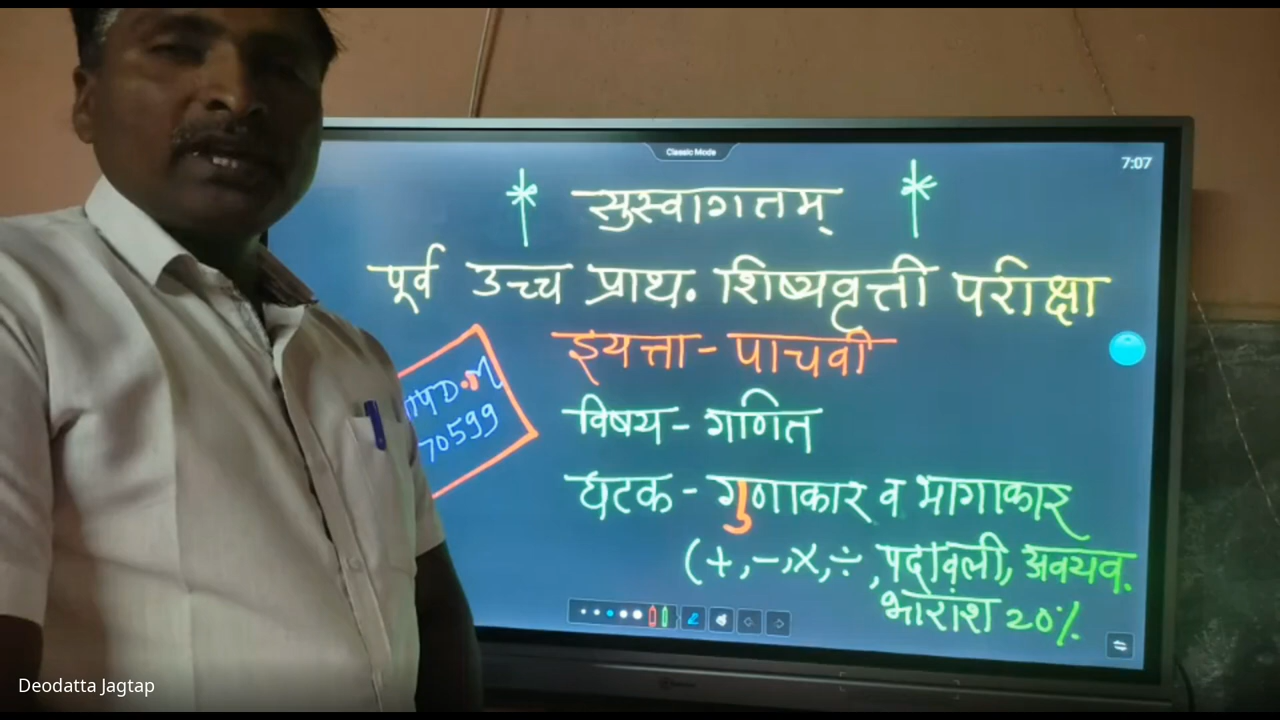 Classic Mode
7:07
* सुस्वागतम् *
पूर्व उच्च प्राथ. शिष्यवृत्ती परीक्षा
इयत्ता - पाचवी
70599
विषय - गणित
घटक - गुणाकार व भागाकार
(+,-,×,÷, पदावली, अवयव.
भारांश 20%
Deodatta Jagtap